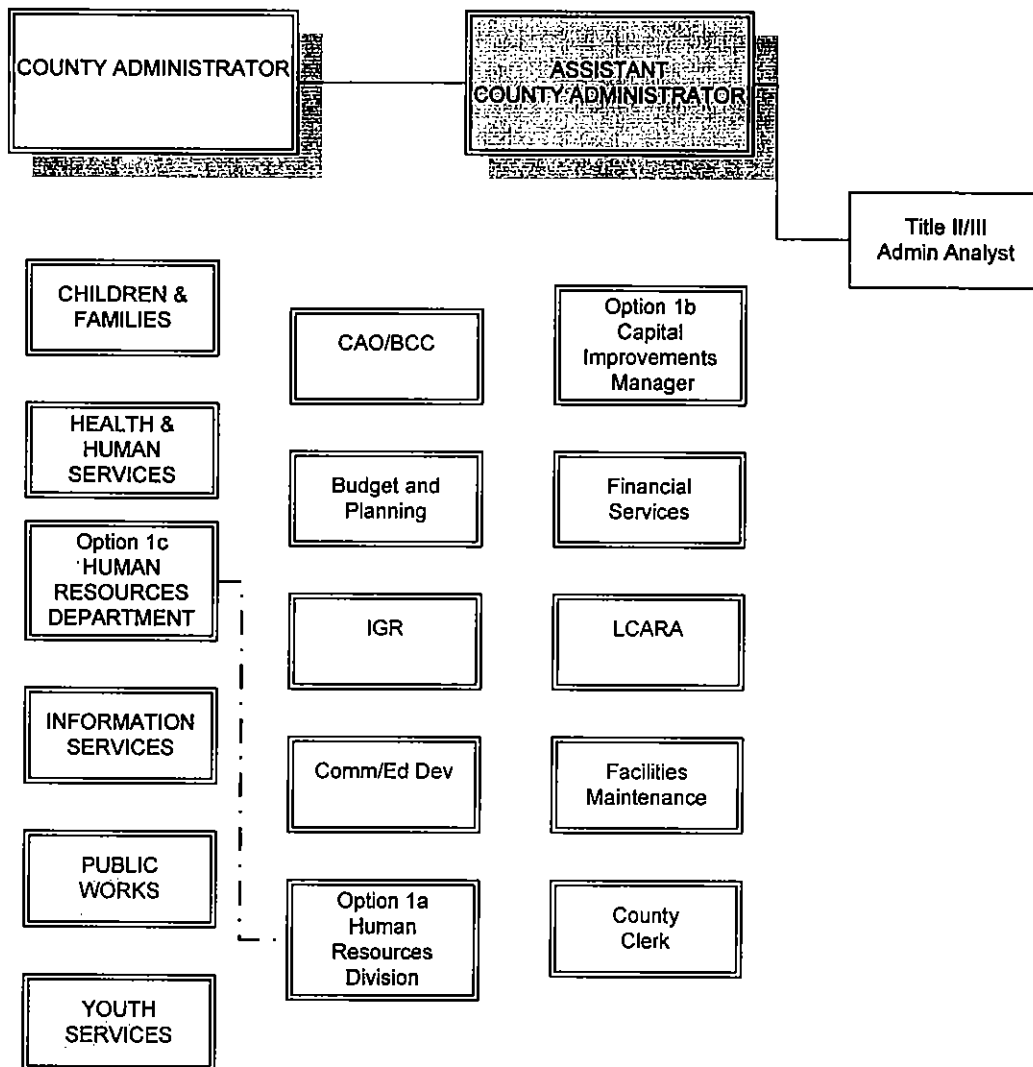 COUNTY ADMINISTRATOR
ASSISTANT
COUNTY ADMINISTRATOR
Title II/III
Admin Analyst
CHILDREN &
FAMILIES
HEALTH &
HUMAN
SERVICES
Option 1c
HUMAN
RESOURCES
DEPARTMENT
INFORMATION
SERVICES
PUBLIC
WORKS
YOUTH
SERVICES
CAO/BCC
Budget and
Planning
IGR
Comm/Ed Dev
Option 1a
Human
Resources
Division
Option 1b
Capital
Improvements
Manager
Financial
Services
LCARA
Facilities
Maintenance
County
Clerk